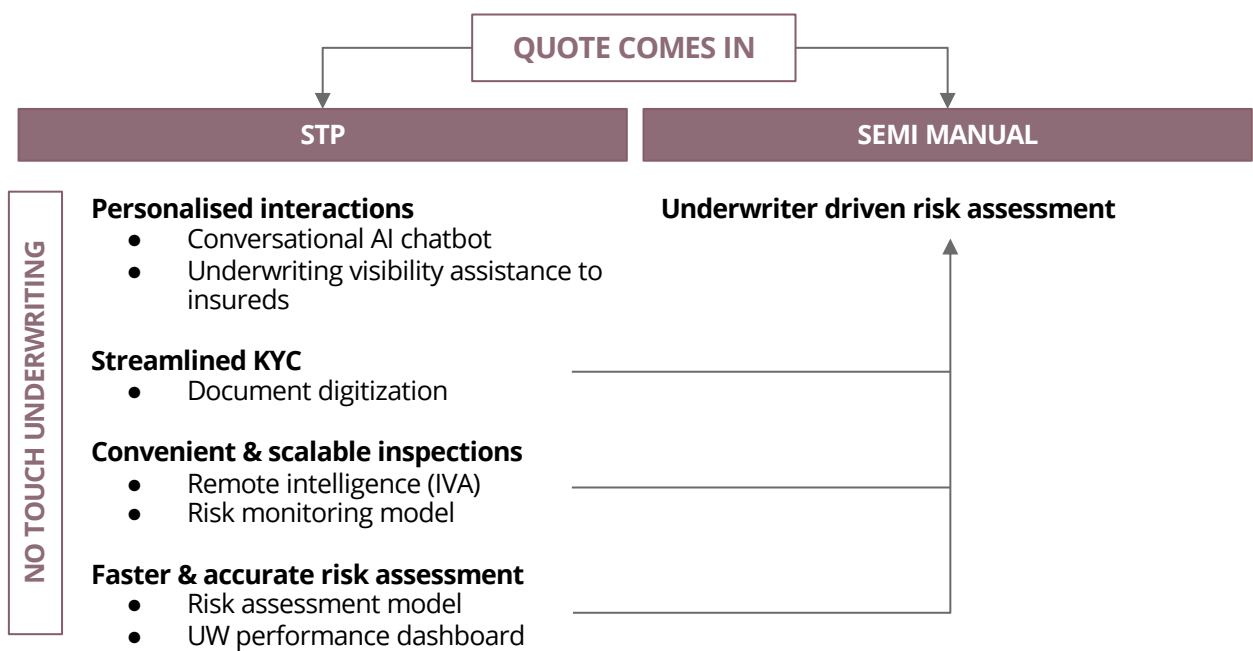 QUOTE COMES IN
STP
SEMI MANUAL
NO TOUCH UNDERWRITING
Personalised interactions
● Conversational AI chatbot
● Underwriting visibility assistance to
insureds
Streamlined KYC
● Document digitization
Convenient & scalable inspections
● Remote intelligence (IVA)
● Risk monitoring model
Faster & accurate risk assessment
● Risk assessment model
● UW performance dashboard
Underwriter driven risk assessment